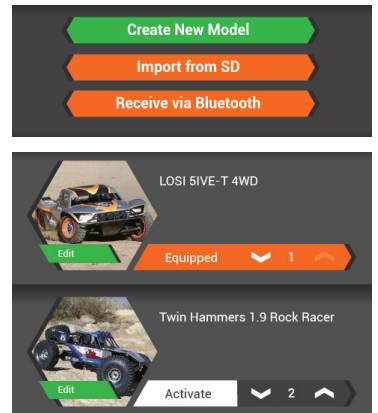 Create New Model
Import from SD
Receive via Bluetooth
LOSI 5IVE-T 4WD
Edit
Equipped 1
Twin Hammers 1.9 Rock Racer
Edit
Activate 2